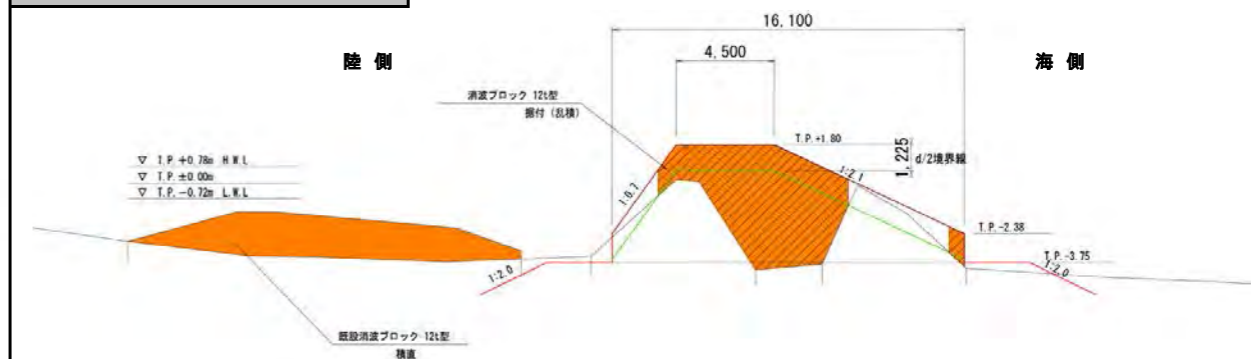 16,100
陸 側
4,500
海 側
消波ブロック 12t型
据付（乱積）
T.P.+1.80
1,225
d/2境界線
▽ T.P.+0.78m H.W.L
▽ T.P.±0.00m
▽ T.P.-0.72m L.W.L
1:2.1
1:0.7
T.P.-2.38
T.P.-3.75
1:2.0
1:2.0
既設消波ブロック 12t型
積直